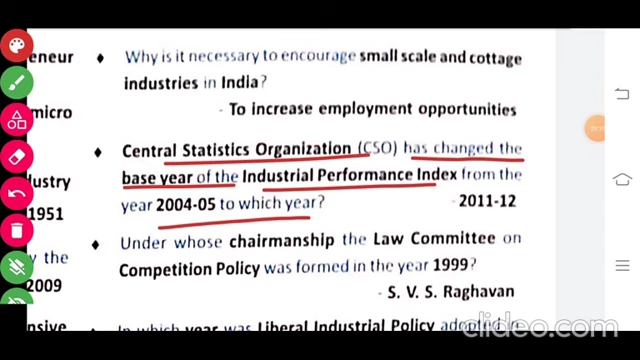 eneur
micro
dustry
1951
y the
2009
ensive
♦ Why is it necessary to encourage small scale and cottage
industries in India?
- To increase employment opportunities
♦ Central Statistics Organization (CSO) has changed the
base year of the Industrial Performance Index from the
year 2004-05 to which year? - 2011-12
♦ Under whose chairmanship the Law Committee on
Competition Policy was formed in the year 1999?
- S. V. S. Raghavan
♦ In which year was Liberal Industrial Policy adopted in
clideo.com